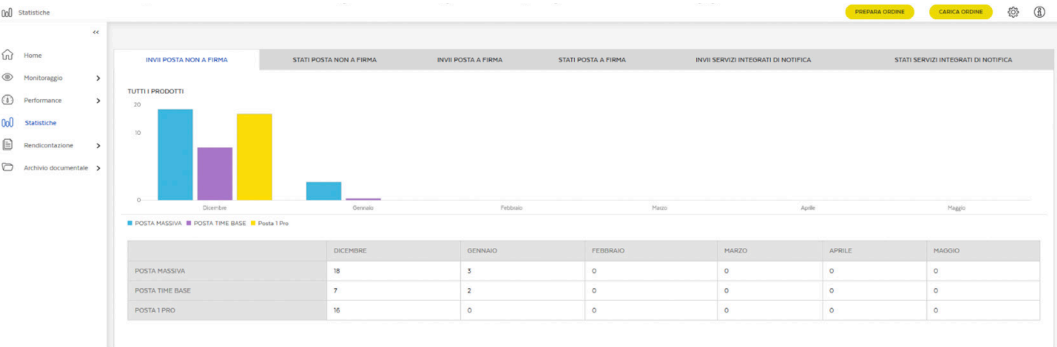 Statistiche PREPARA ORDINE CARICA ORDINE
<<
Home
Monitoraggio
Performance
Statistiche
Rendicontazione
Archivio documentale
INVII POSTA NON A FIRMA STATI POSTA NON A FIRMA INVII POSTA A FIRMA STATI POSTA A FIRMA INVII SERVIZI INTEGRATI DI NOTIFICA STATI SERVIZI INTEGRATI DI NOTIFICA
TUTTI I PRODOTTI
20
10
0
Dicembre Gennaio Febbraio Marzo Aprile Maggio
POSTA MASSIVA POSTA TIME BASE Posta 1 Pro
DICEMBRE GENNAIO FEBBRAIO MARZO APRILE MAGGIO
POSTA MASSIVA 18 3 0 0 0 0
POSTA TIME BASE 7 2 0 0 0 0
POSTA 1 PRO 16 0 0 0 0 0